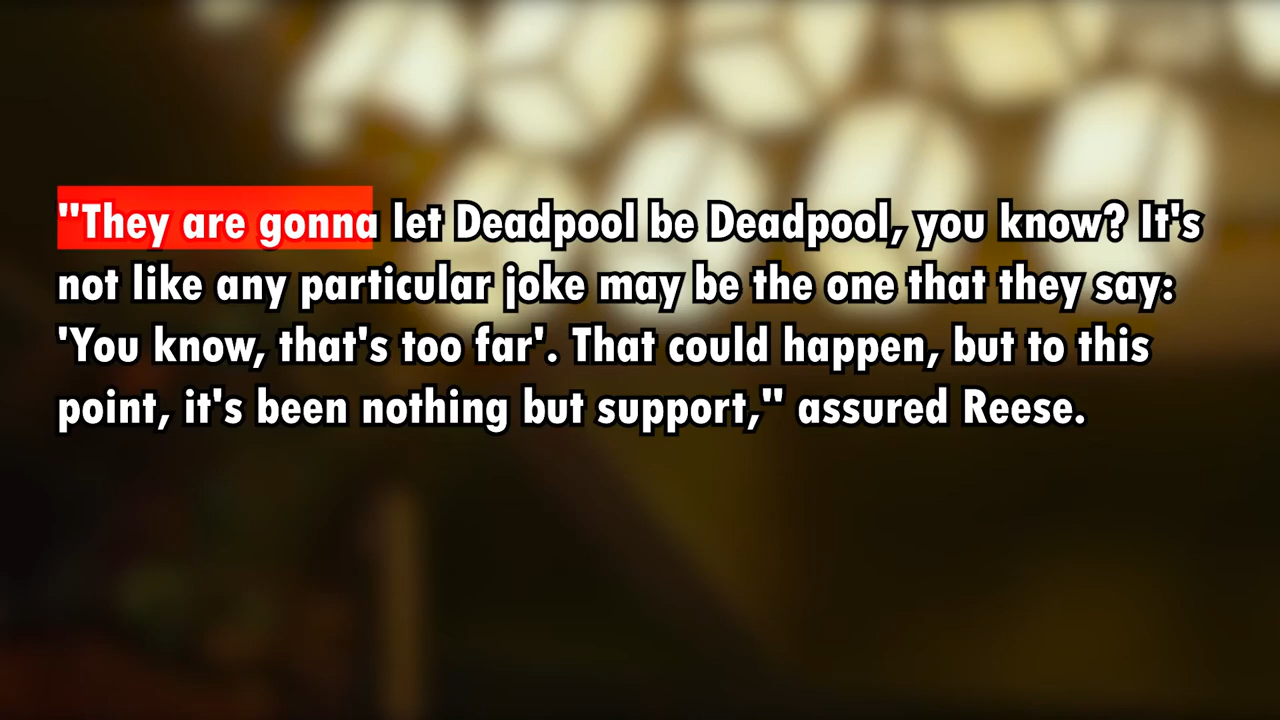 "They are gonna let Deadpool be Deadpool, you know? It's
not like any particular joke may be the one that they say:
'You know, that's too far'. That could happen, but to this
point, it's been nothing but support," assured Reese.